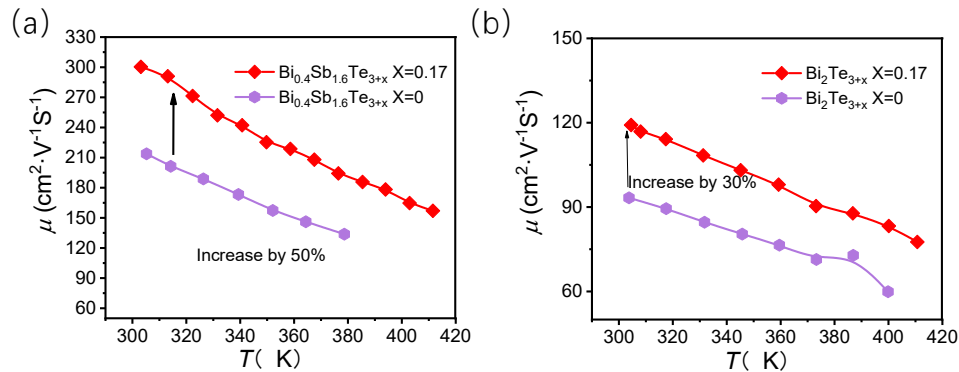 (a)
330
300
270
240
210
180
150
120
90
60
μ (cm²·V⁻¹S⁻¹)
Bi₀.₄Sb₁.₆Te₃₊ₓ X=0.17
Bi₀.₄Sb₁.₆Te₃₊ₓ X=0
Increase by 50%
300 320 340 360 380 400 420
T( K)
(b)
150
120
90
60
μ (cm²·V⁻¹S⁻¹)
Bi₂Te₃₊ₓ X=0.17
Bi₂Te₃₊ₓ X=0
Increase by 30%
300 320 340 360 380 400 420
T( K)